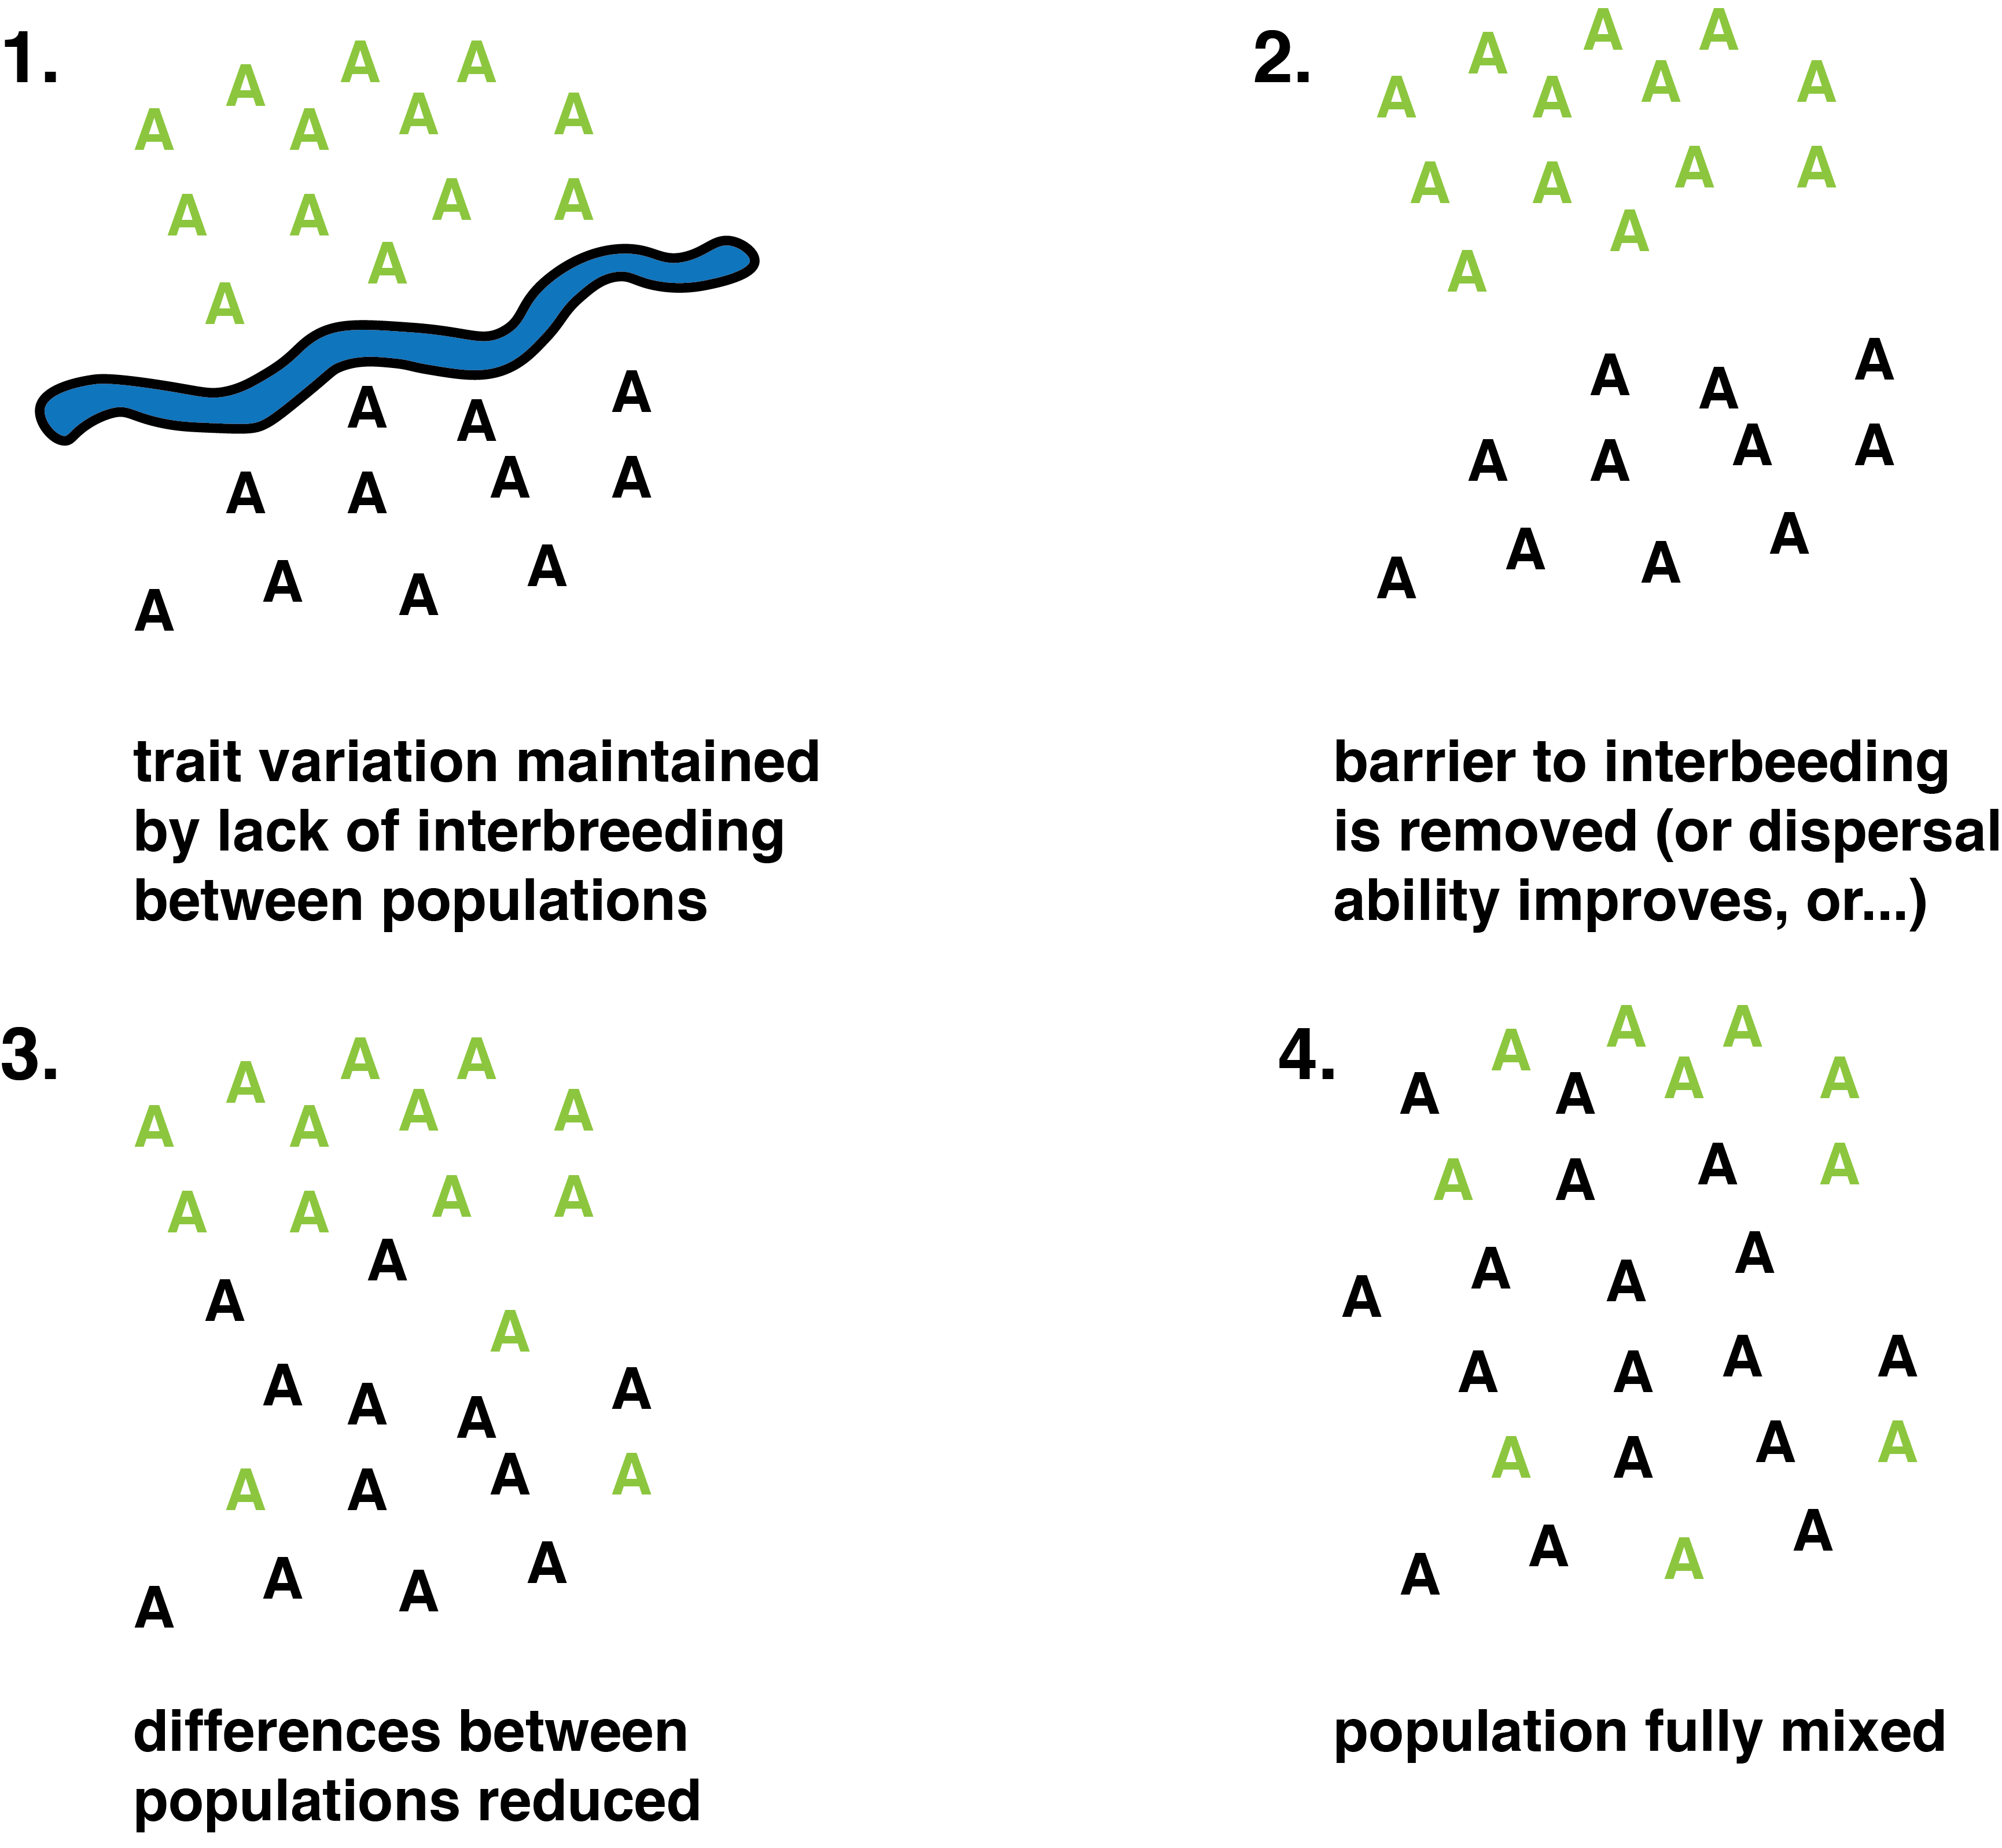 1.
A A A A A A A
A A A A
A
A
A A A
A A A A
A A A A
trait variation maintained
by lack of interbreeding
between populations
2.
A A A A A A A
A A A A
A
A
A A A
A A A A
A A A A
barrier to interbeeding
is removed (or dispersal
ability improves, or...)
3.
A A A A A A A
A A A A
A
A
A
A A A A
A A A A
A A A A
differences between
populations reduced
4.
A A A A A A A
A A A A
A A A A
A A A A
A A A A
A A A A
population fully mixed